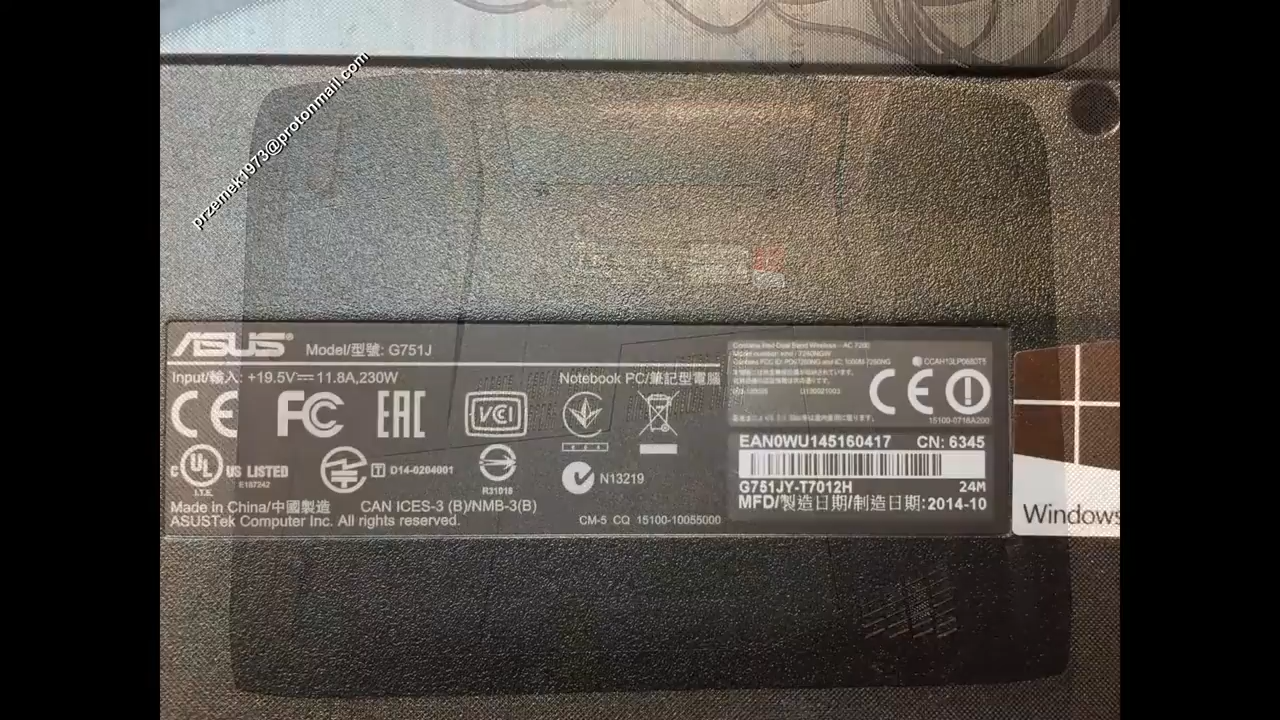 przemek1973@protonmail.com
ASUS® Model/型號: G751J
Input/輸入: +19.5V⎓11.8A,230W
Notebook PC/筆記型電腦
CE FC EAC VCI
c UL US LISTED
I.T.E. E187242
T D14-0204001
R31018
N13219
Made in China/中國製造 CAN ICES-3 (B)/NMB-3(B)
ASUSTek Computer Inc. All rights reserved.
CM-5 CQ 15100-10055000
CE
15100-0718A200
EAN0WU145160417 CN: 6345
G751JY-T7012H 24M
MFD/製造日期/制造日期:2014-10
Windows